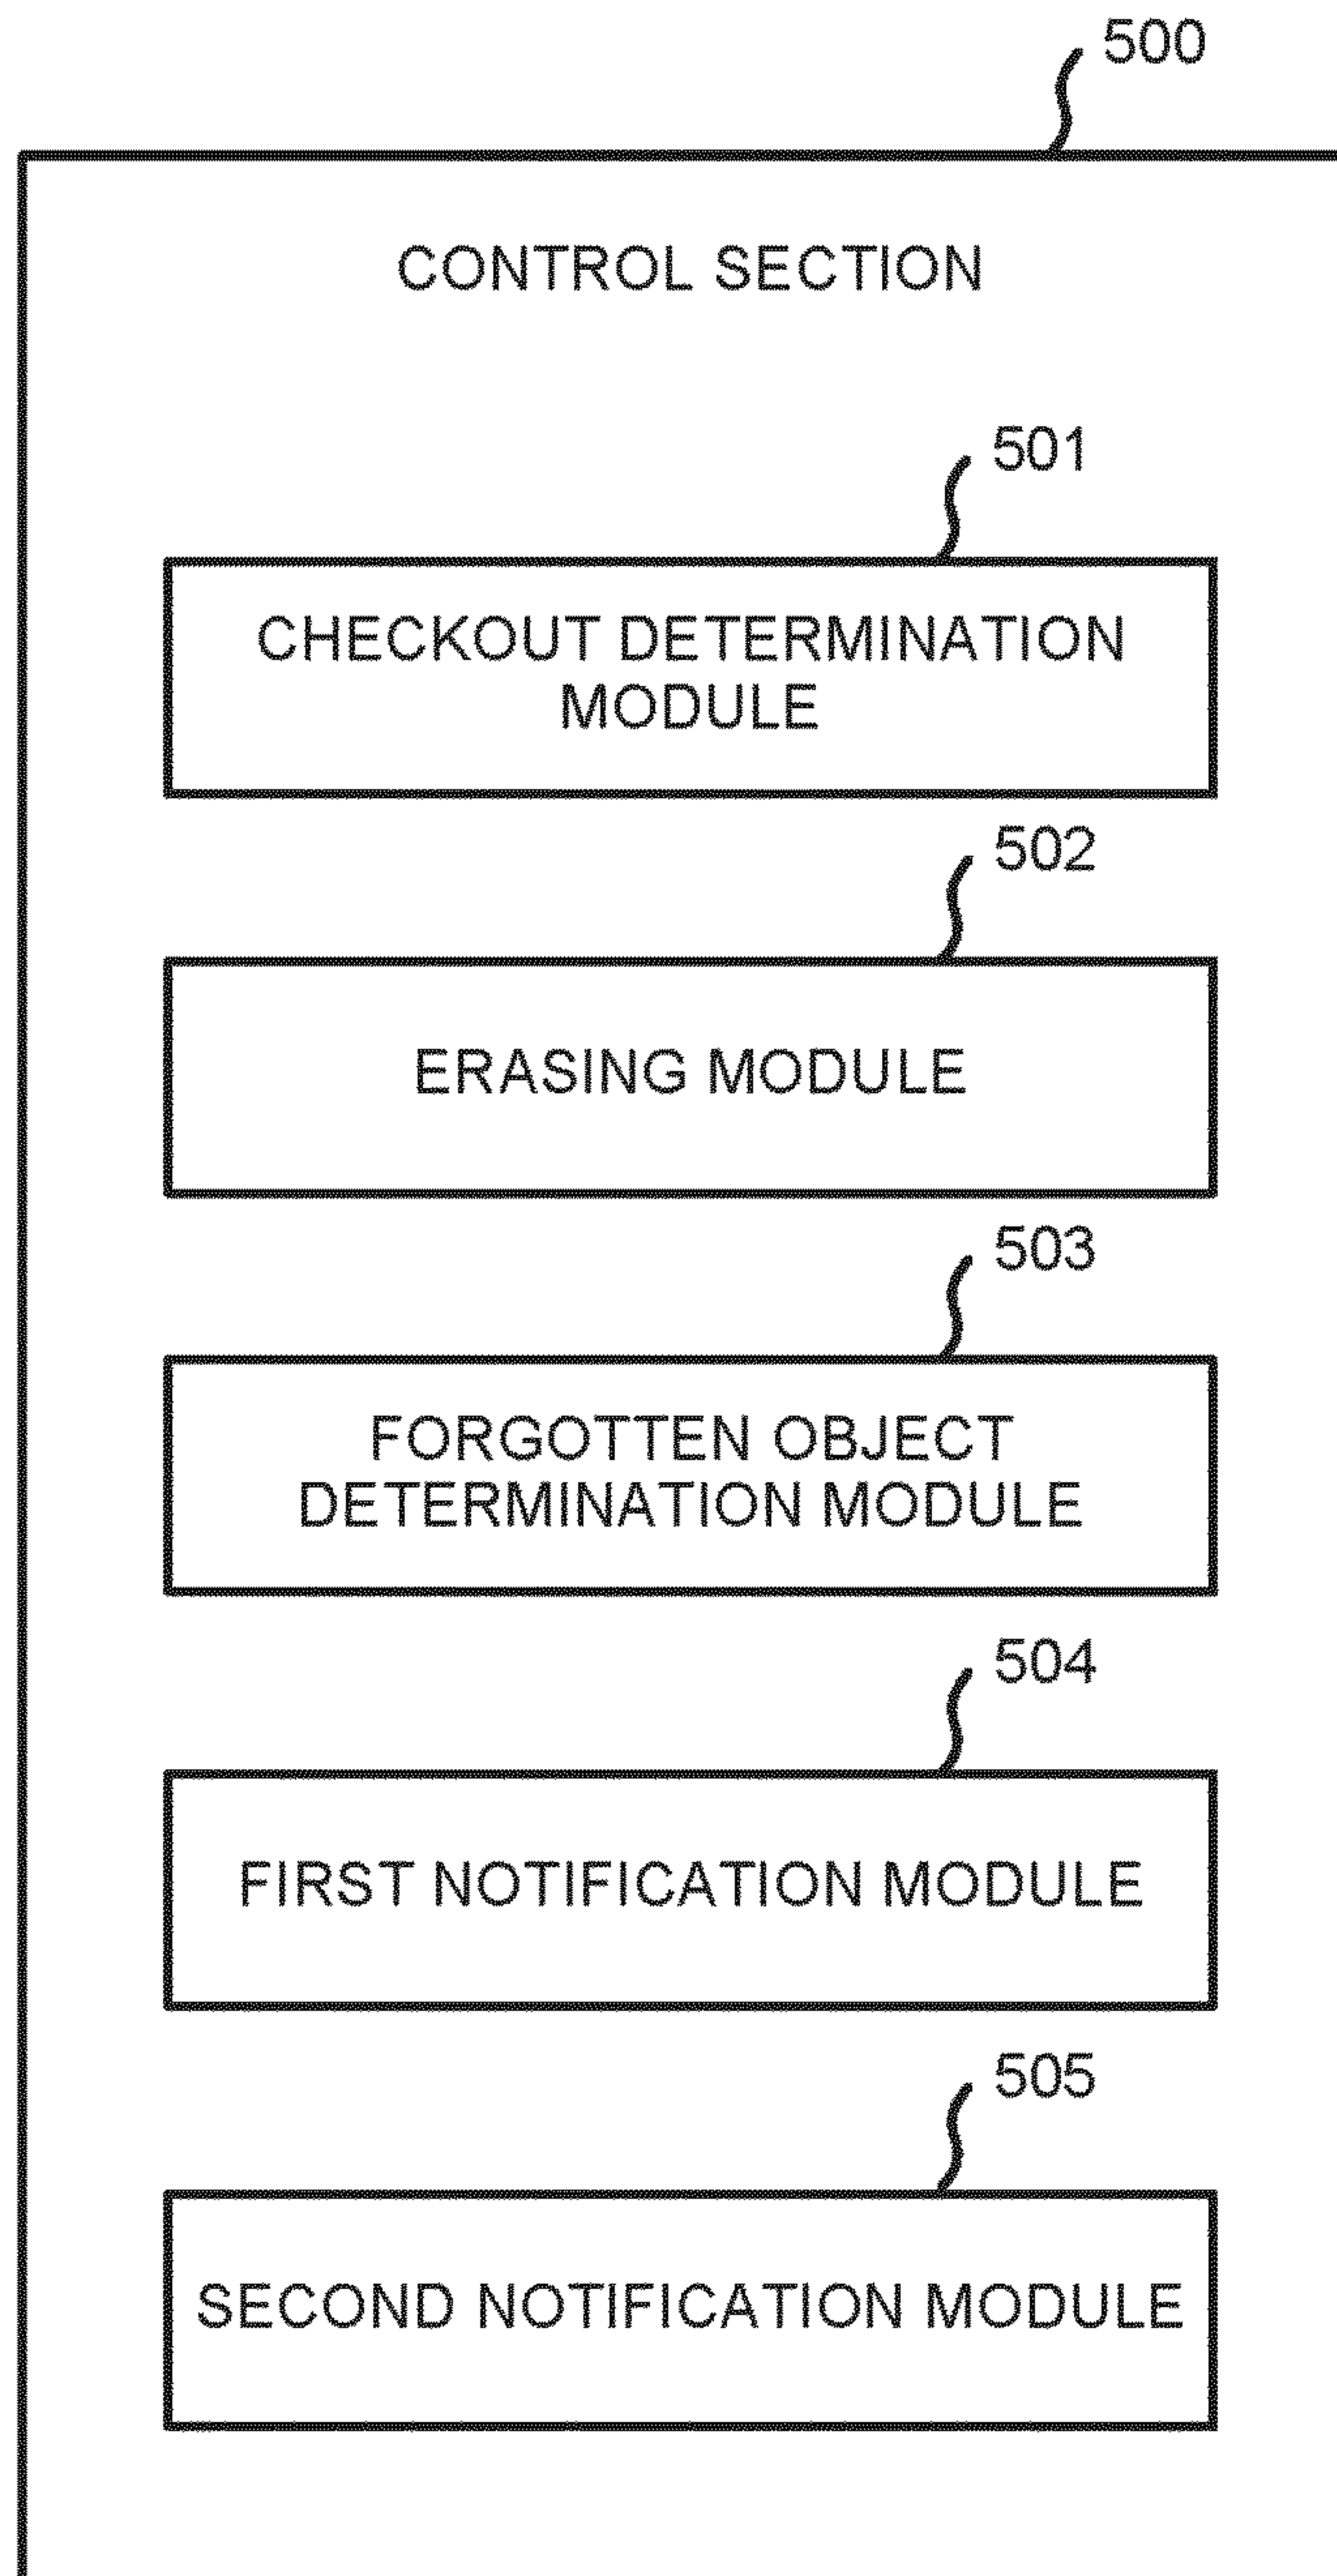 500
CONTROL SECTION
501
CHECKOUT DETERMINATION
MODULE
502
ERASING MODULE
503
FORGOTTEN OBJECT
DETERMINATION MODULE
504
FIRST NOTIFICATION MODULE
505
SECOND NOTIFICATION MODULE